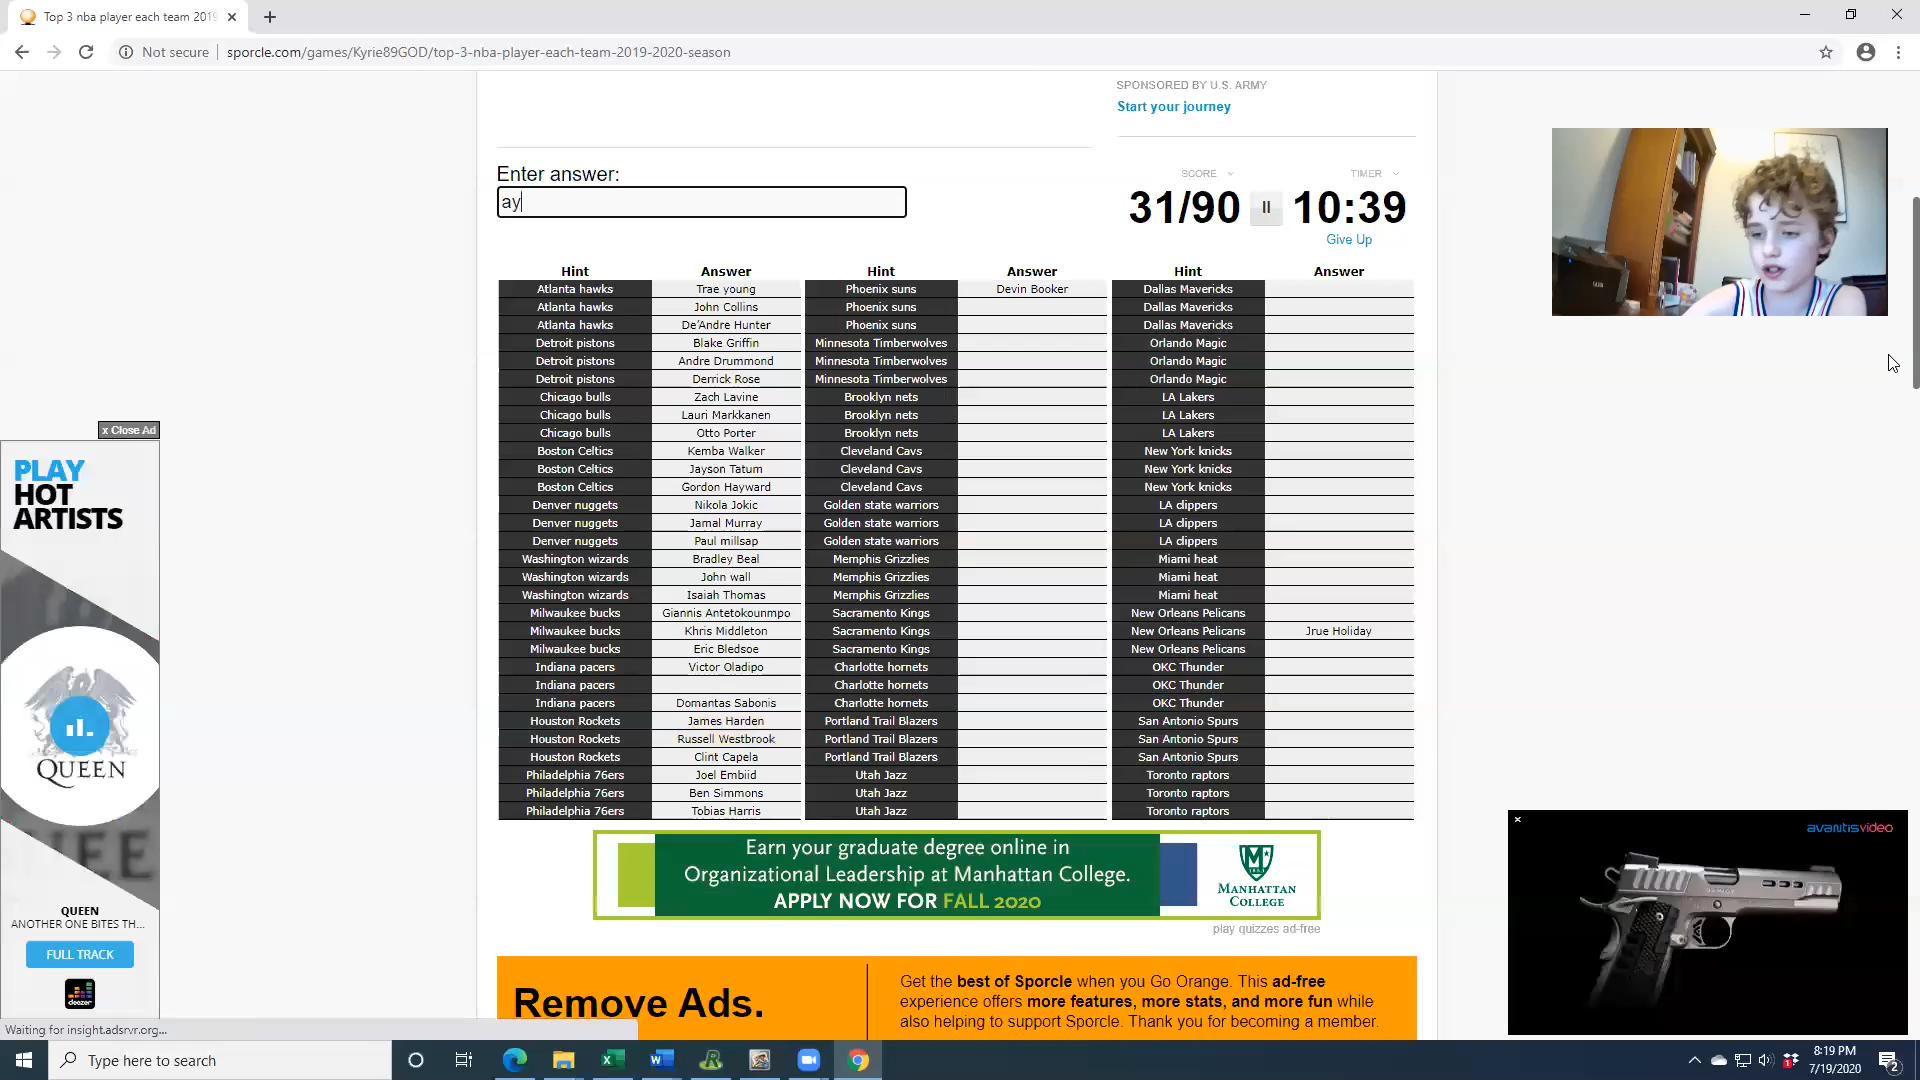 Top 3 nba player each team 2019
Not secure
sporcle.com/games/Kyrie89GOD/top-3-nba-player-each-team-2019-2020-season
SPONSORED BY U.S. ARMY
Start your journey
Enter answer:
ay
SCORE
TIMER
31/90
10:39
Give Up
Hint Answer Hint Answer Hint Answer
Atlanta hawks Trae young Phoenix suns Devin Booker Dallas Mavericks
Atlanta hawks John Collins Phoenix suns Dallas Mavericks
Atlanta hawks De'Andre Hunter Phoenix suns Dallas Mavericks
Detroit pistons Blake Griffin Minnesota Timberwolves Orlando Magic
Detroit pistons Andre Drummond Minnesota Timberwolves Orlando Magic
Detroit pistons Derrick Rose Minnesota Timberwolves Orlando Magic
Chicago bulls Zach Lavine Brooklyn nets LA Lakers
Chicago bulls Lauri Markkanen Brooklyn nets LA Lakers
Chicago bulls Otto Porter Brooklyn nets LA Lakers
Boston Celtics Kemba Walker Cleveland Cavs New York knicks
Boston Celtics Jayson Tatum Cleveland Cavs New York knicks
Boston Celtics Gordon Hayward Cleveland Cavs New York knicks
Denver nuggets Nikola Jokic Golden state warriors LA clippers
Denver nuggets Jamal Murray Golden state warriors LA clippers
Denver nuggets Paul millsap Golden state warriors LA clippers
Washington wizards Bradley Beal Memphis Grizzlies Miami heat
Washington wizards John wall Memphis Grizzlies Miami heat
Washington wizards Isaiah Thomas Memphis Grizzlies Miami heat
Milwaukee bucks Giannis Antetokounmpo Sacramento Kings New Orleans Pelicans
Milwaukee bucks Khris Middleton Sacramento Kings New Orleans Pelicans Jrue Holiday
Milwaukee bucks Eric Bledsoe Sacramento Kings New Orleans Pelicans
Indiana pacers Victor Oladipo Charlotte hornets OKC Thunder
Indiana pacers Charlotte hornets OKC Thunder
Indiana pacers Domantas Sabonis Charlotte hornets OKC Thunder
Houston Rockets James Harden Portland Trail Blazers San Antonio Spurs
Houston Rockets Russell Westbrook Portland Trail Blazers San Antonio Spurs
Houston Rockets Clint Capela Portland Trail Blazers San Antonio Spurs
Philadelphia 76ers Joel Embiid Utah Jazz Toronto raptors
Philadelphia 76ers Ben Simmons Utah Jazz Toronto raptors
Philadelphia 76ers Tobias Harris Utah Jazz Toronto raptors
x Close Ad
PLAY
HOT
ARTISTS
QUEEN
QUEEN
ANOTHER ONE BITES TH...
FULL TRACK
deezer
Earn your graduate degree online in
Organizational Leadership at Manhattan College.
APPLY NOW FOR FALL 2020
MANHATTAN
COLLEGE
play quizzes ad-free
avantisvideo
Remove Ads.
Get the best of Sporcle when you Go Orange. This ad-free
experience offers more features, more stats, and more fun while
also helping to support Sporcle. Thank you for becoming a member.
Waiting for insight.adsrvr.org...
Type here to search
8:19 PM
7/19/2020
2